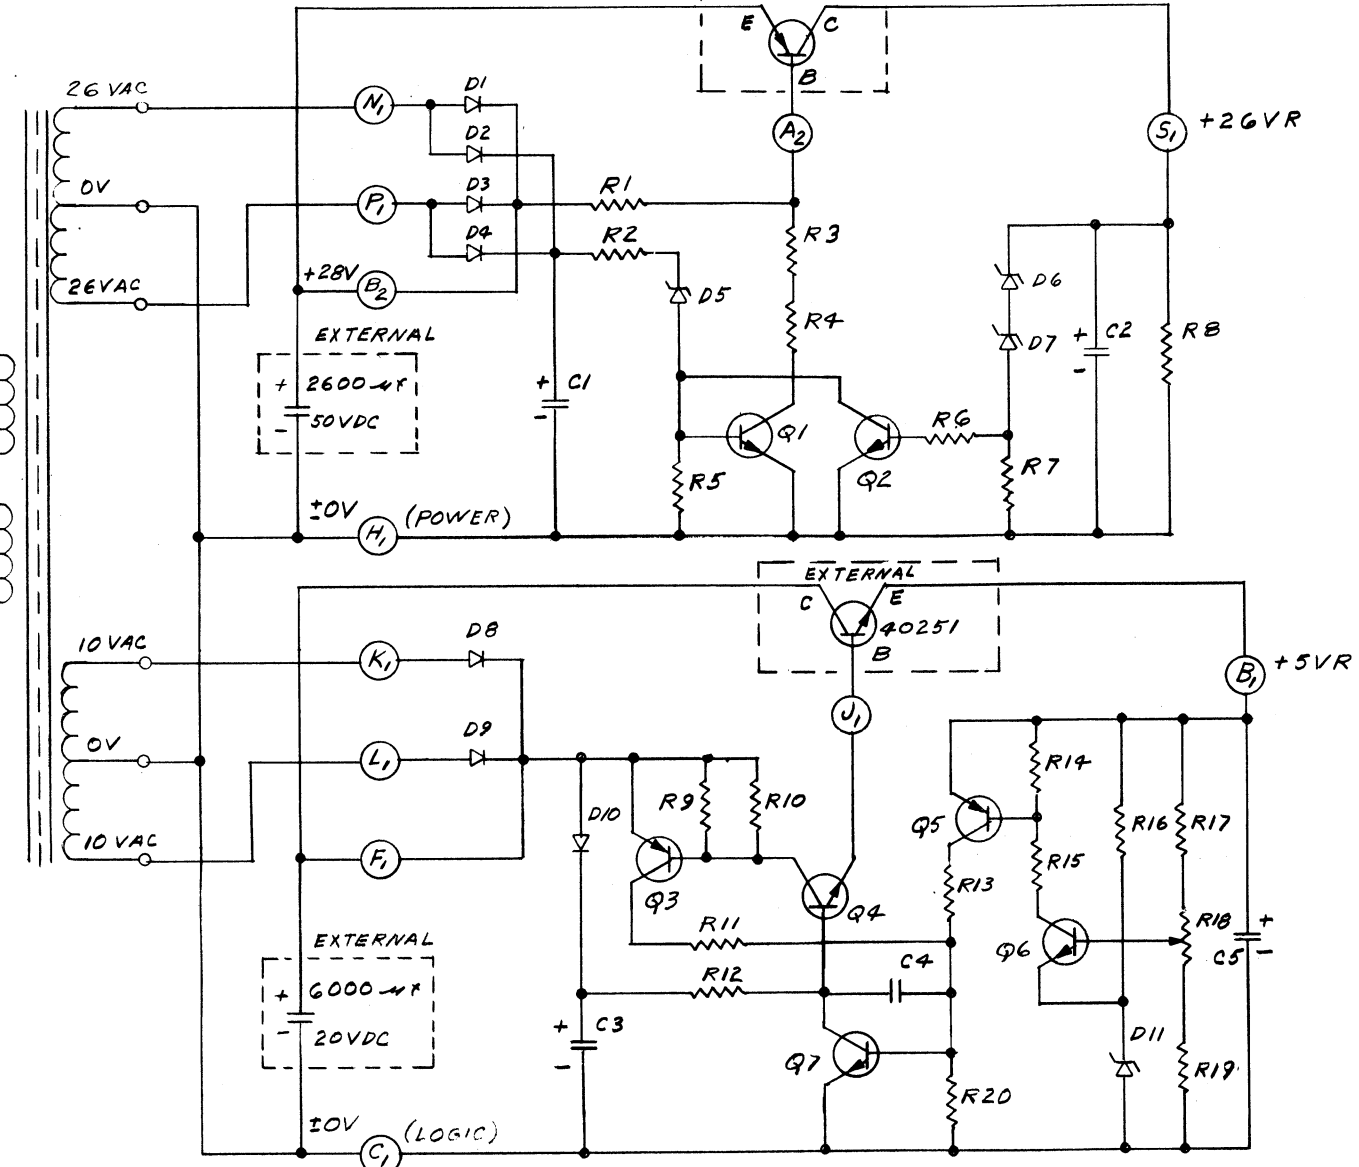 E C
B
26 VAC
N1
D1
D2
A2
S1 +26VR
0V
P1
D3
R1
D4
R2
R3
26VAC
+28V B2
D5
D6
R4
EXTERNAL
D7
+ C2
-
R8
+ 2600 μf
- 50VDC
+ C1
-
Q1
R6
Q2
R5
R7
±0V
H1 (POWER)
EXTERNAL
C E
40251
B
10 VAC
K1
D8
B1 +5VR
J1
0V
L1
D9
R14
R9
R10
D10
Q5
R16
R17
10 VAC
F1
R15
Q3
R13
Q4
R11
R18
+
C5
-
EXTERNAL
Q6
C4
R12
+ 6000 μf
- 20VDC
+ C3
-
Q7
D11
R19
R20
±0V
C1 (LOGIC)